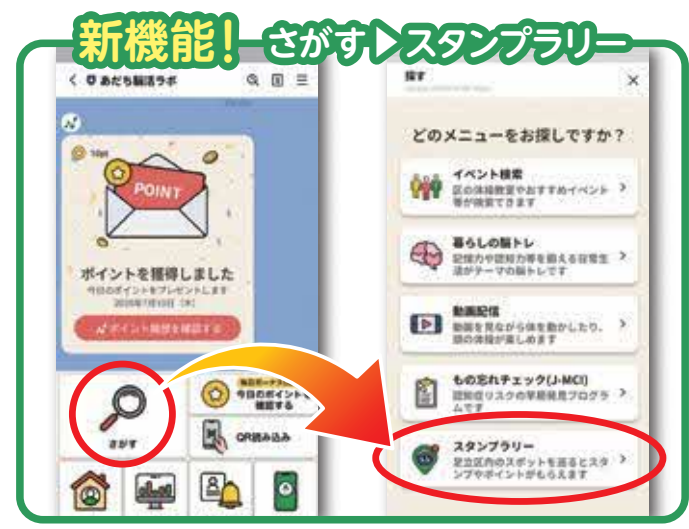 新機能! さがす▶スタンプラリー
あだち脳活ラボ
POINT
ポイントを獲得しました
今日のポイントをプレゼントします
ポイント履歴を確認する
さがす
今日のポイントを
確認する
QR読み込み
探す
どのメニューをお探しですか?
イベント検索
区の体操教室やおすすめイベント
等が検索できます
暮らしの脳トレ
記憶力や認知力等を鍛える日常生
活がテーマの脳トレです
動画配信
動画を見ながら体を動かしたり、
頭の体操が楽しめます
もの忘れチェック(J-MCI)
認知症リスクの早期発見プログラ
ムです
スタンプラリー
足立区内のスポットを巡るとスタ
ンプやポイントがもらえます